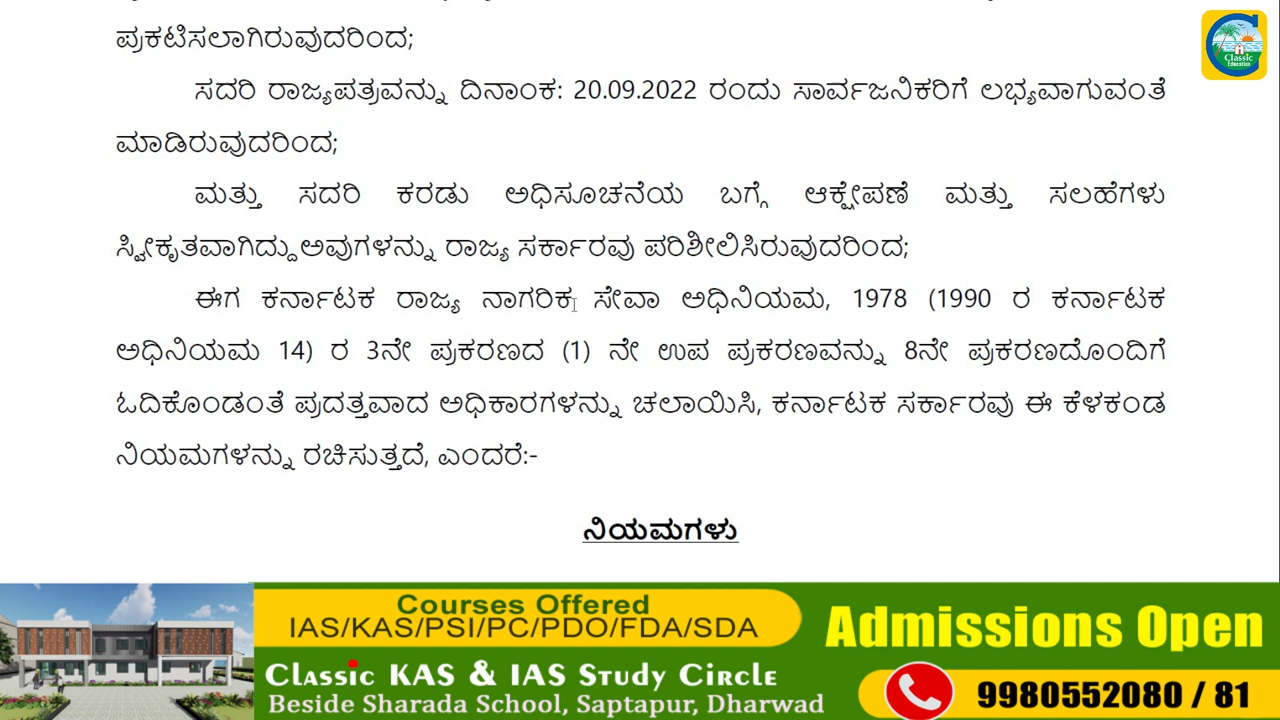 ಪ್ರಕಟಿಸಲಾಗಿರುವುದರಿಂದ;
ಸದರಿ ರಾಜ್ಯಪತ್ರವನ್ನು ದಿನಾಂಕ: 20.09.2022 ರಂದು ಸಾರ್ವಜನಿಕರಿಗೆ ಲಭ್ಯವಾಗುವಂತೆ
ಮಾಡಿರುವುದರಿಂದ;
ಮತ್ತು ಸದರಿ ಕರಡು ಅಧಿಸೂಚನೆಯ ಬಗ್ಗೆ ಆಕ್ಷೇಪಣೆ ಮತ್ತು ಸಲಹೆಗಳು
ಸ್ವೀಕೃತವಾಗಿದ್ದು ಅವುಗಳನ್ನು ರಾಜ್ಯ ಸರ್ಕಾರವು ಪರಿಶೀಲಿಸಿರುವುದರಿಂದ;
ಈಗ ಕರ್ನಾಟಕ ರಾಜ್ಯ ನಾಗರಿಕ ಸೇವಾ ಅಧಿನಿಯಮ, 1978 (1990 ರ ಕರ್ನಾಟಕ
ಅಧಿನಿಯಮ 14) ರ 3ನೇ ಪ್ರಕರಣದ (1) ನೇ ಉಪ ಪ್ರಕರಣವನ್ನು 8ನೇ ಪ್ರಕರಣದೊಂದಿಗೆ
ಓದಿಕೊಂಡಂತೆ ಪ್ರದತ್ತವಾದ ಅಧಿಕಾರಗಳನ್ನು ಚಲಾಯಿಸಿ, ಕರ್ನಾಟಕ ಸರ್ಕಾರವು ಈ ಕೆಳಕಂಡ
ನಿಯಮಗಳನ್ನು ರಚಿಸುತ್ತದೆ, ಎಂದರೆ:-
ನಿಯಮಗಳು
Classic
Education
Courses Offered
IAS/KAS/PSI/PC/PDO/FDA/SDA
Classic KAS & IAS Study Circle
Beside Sharada School, Saptapur, Dharwad
Admissions Open
9980552080 / 81